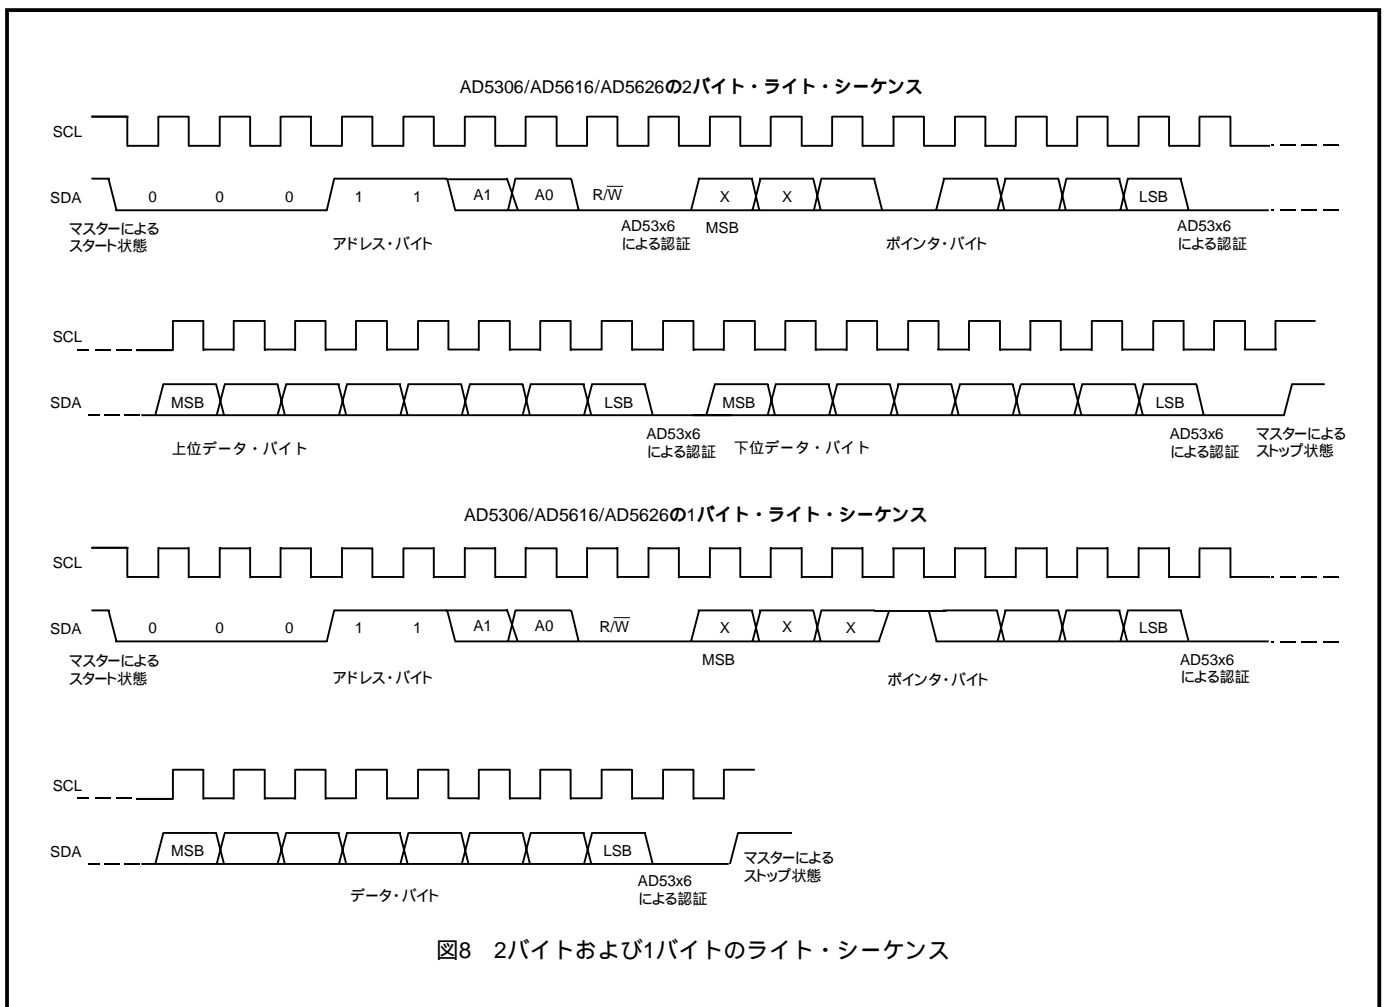 AD5306/AD5616/AD5626の2バイト・ライト・シーケンス
SCL
SDA 0 0 0 1 1 A1 A0 R/W̅ X X LSB
マスターによる
スタート状態
アドレス・バイト
AD53x6
による認証
MSB
ポインタ・バイト
AD53x6
による認証
SCL
SDA MSB LSB MSB LSB
上位データ・バイト
AD53x6
による認証
下位データ・バイト
AD53x6
による認証
マスターによる
ストップ状態
AD5306/AD5616/AD5626の1バイト・ライト・シーケンス
SCL
SDA 0 0 0 1 1 A1 A0 R/W̅ X X X LSB
マスターによる
スタート状態
アドレス・バイト
MSB
ポインタ・バイト
AD53x6
による認証
SCL
SDA MSB LSB
データ・バイト
AD53x6
による認証
マスターによる
ストップ状態
図8 2バイトおよび1バイトのライト・シーケンス